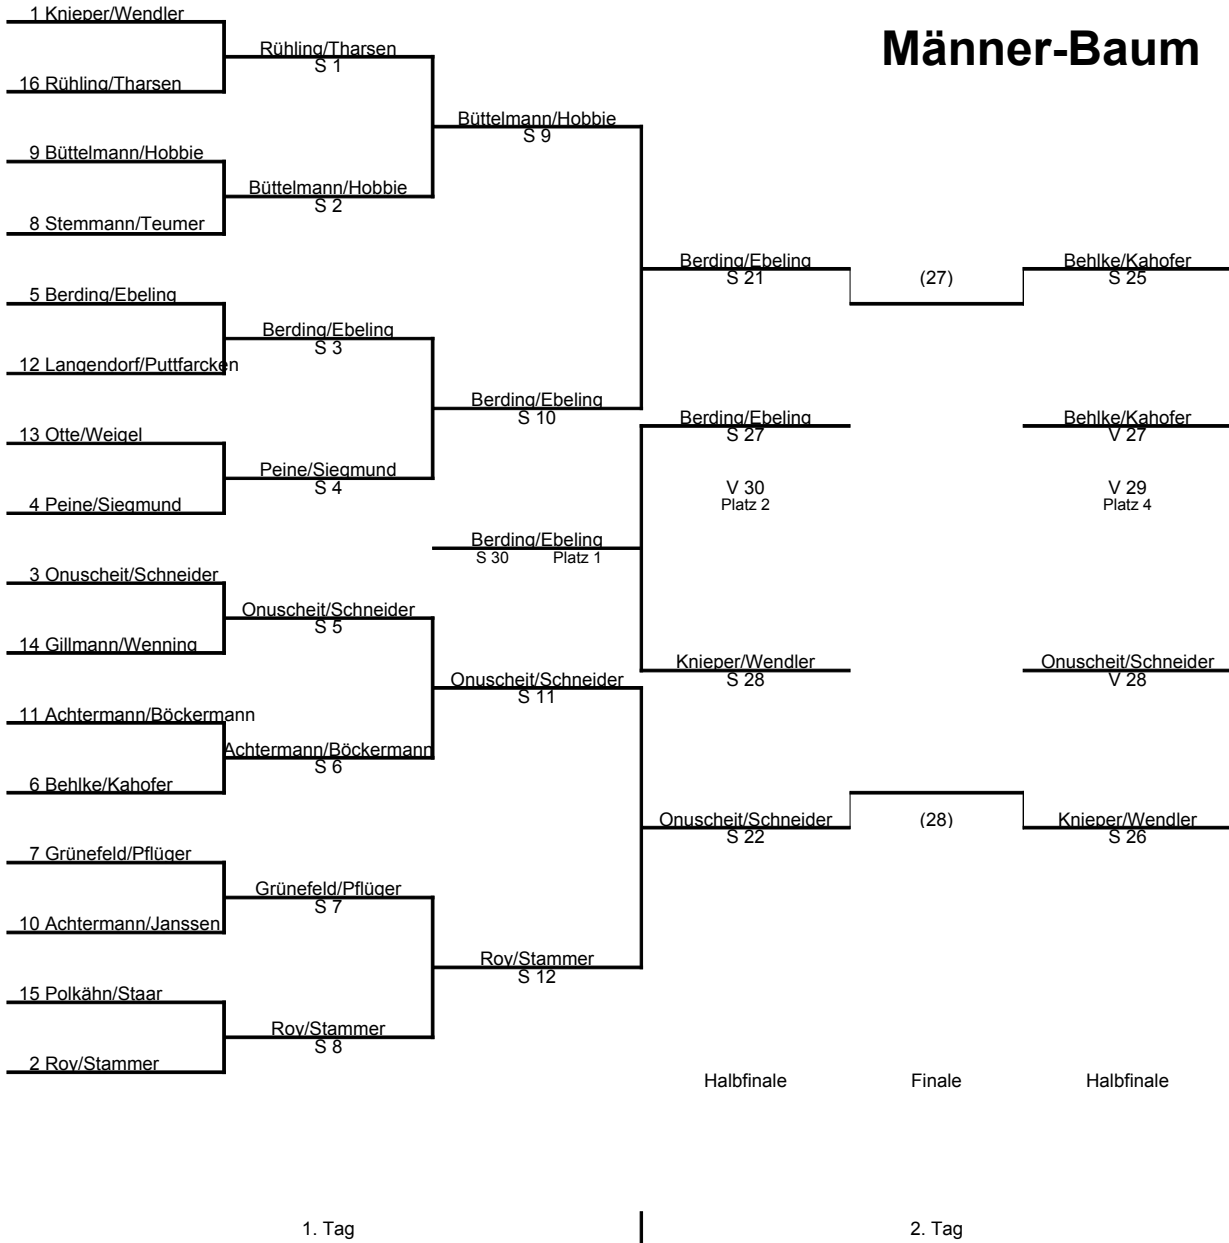 Männer-Baum
1 Knieper/Wendler
16 Rühling/Tharsen
9 Büttelmann/Hobbie
8 Stemmann/Teumer
5 Berding/Ebeling
12 Langendorf/Puttfarcken
13 Otte/Weigel
4 Peine/Siegmund
3 Onuscheit/Schneider
14 Gillmann/Wenning
11 Achtermann/Böckermann
6 Behlke/Kahofer
7 Grünefeld/Pflüger
10 Achtermann/Janssen
15 Polkähn/Staar
2 Roy/Stammer
Rühling/Tharsen
S 1
Büttelmann/Hobbie
S 2
Berding/Ebeling
S 3
Peine/Siegmund
S 4
Onuscheit/Schneider
S 5
Achtermann/Böckermann
S 6
Grünefeld/Pflüger
S 7
Roy/Stammer
S 8
Büttelmann/Hobbie
S 9
Berding/Ebeling
S 10
Berding/Ebeling
S 30 Platz 1
Onuscheit/Schneider
S 11
Roy/Stammer
S 12
Berding/Ebeling
S 21
Berding/Ebeling
S 27
V 30
Platz 2
Knieper/Wendler
S 28
Onuscheit/Schneider
S 22
(27)
(28)
Behlke/Kahofer
S 25
Behlke/Kahofer
V 27
V 29
Platz 4
Onuscheit/Schneider
V 28
Knieper/Wendler
S 26
Halbfinale Finale Halbfinale
1. Tag 2. Tag